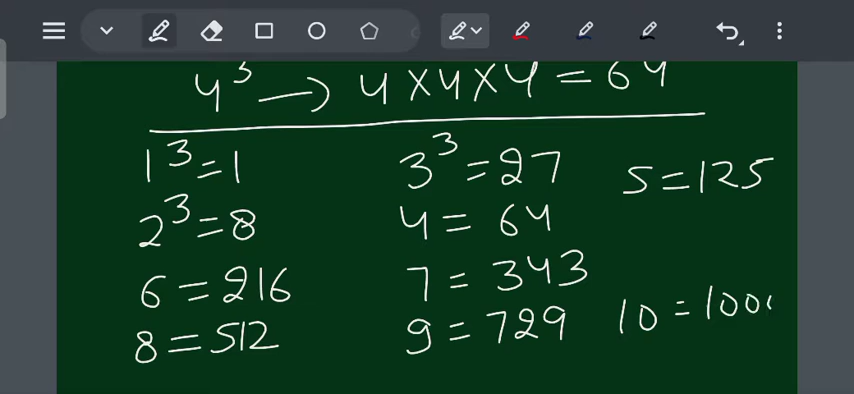 4³ → 4×4×4 = 64
1³=1 3³=27 5=125
2³=8 4=64
6=216 7=343
8=512 9=729 10=1000